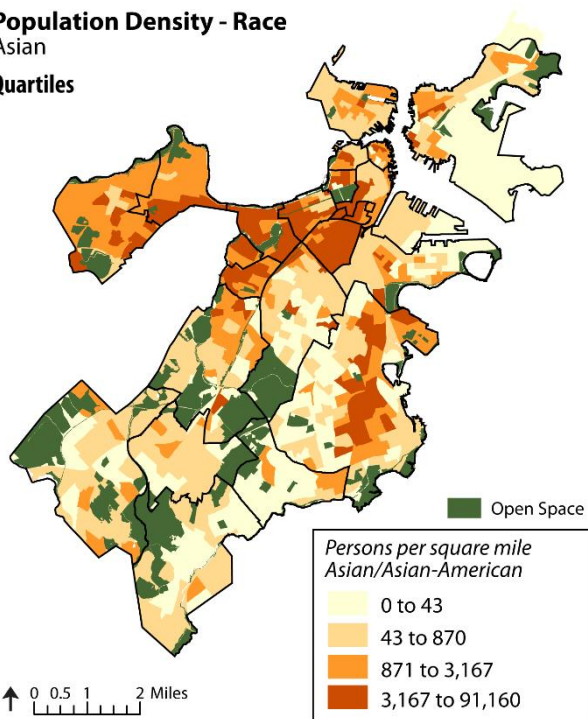 Population Density - Race
Asian
Quartiles
Open Space
Persons per square mile
Asian/Asian-American
0 to 43
43 to 870
871 to 3,167
3,167 to 91,160
0 0.5 1 2 Miles